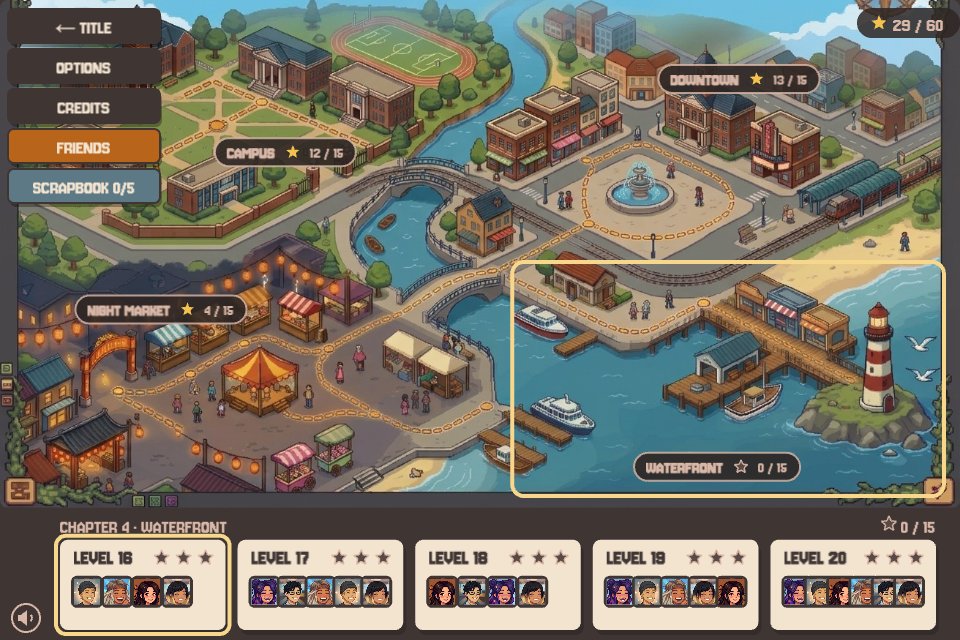 ← TITLE
OPTIONS
CREDITS
FRIENDS
SCRAPBOOK 0/5
29 / 60
DOWNTOWN 13 / 15
CAMPUS 12 / 15
NIGHT MARKET 4 / 15
WATERFRONT 0 / 15
CHAPTER 4 · WATERFRONT
0 / 15
LEVEL 16
LEVEL 17
LEVEL 18
LEVEL 19
LEVEL 20